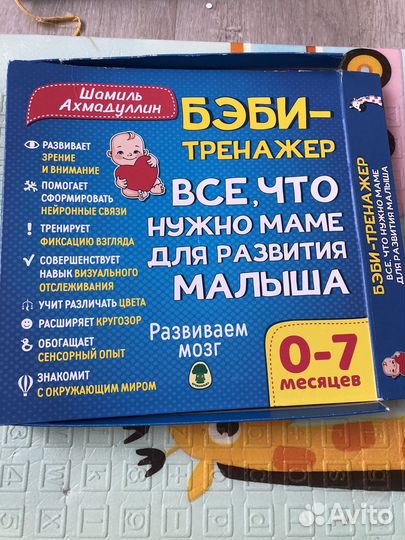 Шамиль
Ахмадуллин
БЭБИ-
ТРЕНАЖЕР
ВСЕ, ЧТО
НУЖНО МАМЕ
ДЛЯ РАЗВИТИЯ
МАЛЫША
Развиваем
мозг
0-7
месяцев
РАЗВИВАЕТ
ЗРЕНИЕ И ВНИМАНИЕ
ПОМОГАЕТ
СФОРМИРОВАТЬ
НЕЙРОННЫЕ СВЯЗИ
ТРЕНИРУЕТ
ФИКСАЦИЮ ВЗГЛЯДА
СОВЕРШЕНСТВУЕТ
НАВЫК ВИЗУАЛЬНОГО
ОТСЛЕЖИВАНИЯ
УЧИТ РАЗЛИЧАТЬ ЦВЕТА
РАСШИРЯЕТ КРУГОЗОР
ОБОГАЩАЕТ
СЕНСОРНЫЙ ОПЫТ
ЗНАКОМИТ
С ОКРУЖАЮЩИМ МИРОМ
БЭБИ-ТРЕНАЖЕР
ВСЕ, ЧТО НУЖНО МАМЕ
ДЛЯ РАЗВИТИЯ МАЛЫША
Avito